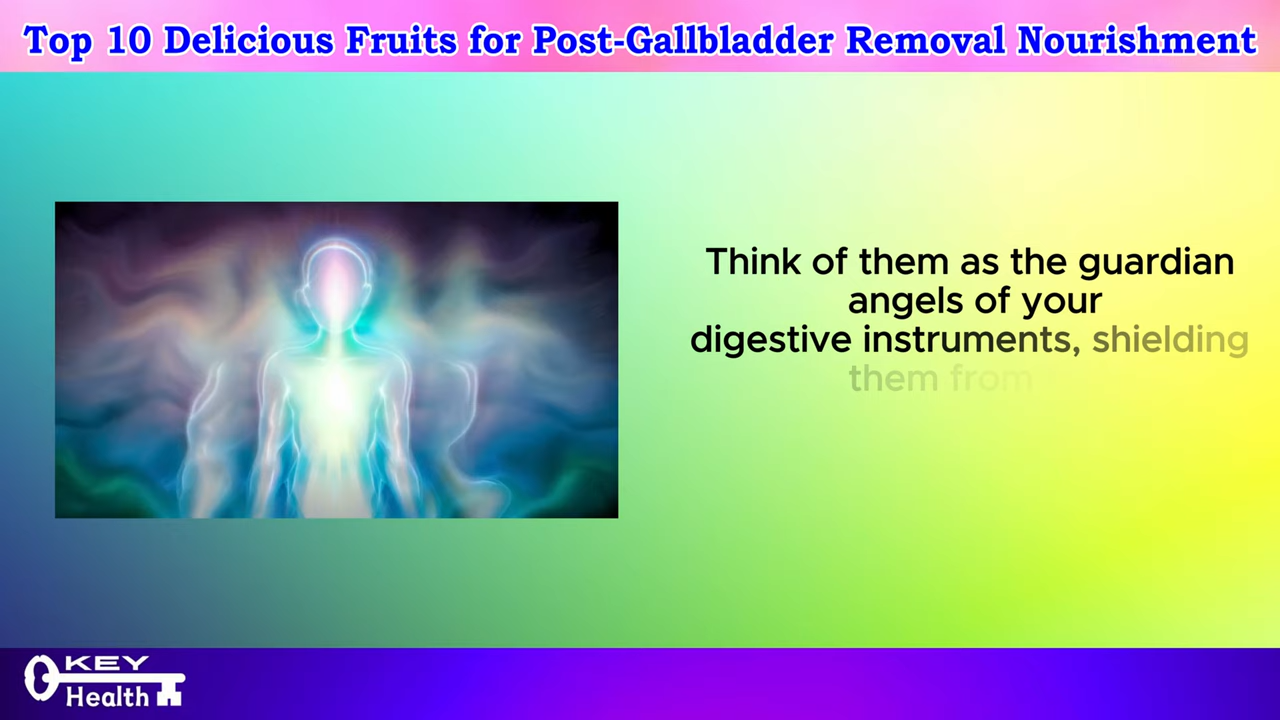 Top 10 Delicious Fruits for Post-Gallbladder Removal Nourishment
Think of them as the guardian
angels of your
digestive instruments, shielding
them from
KEY
Health